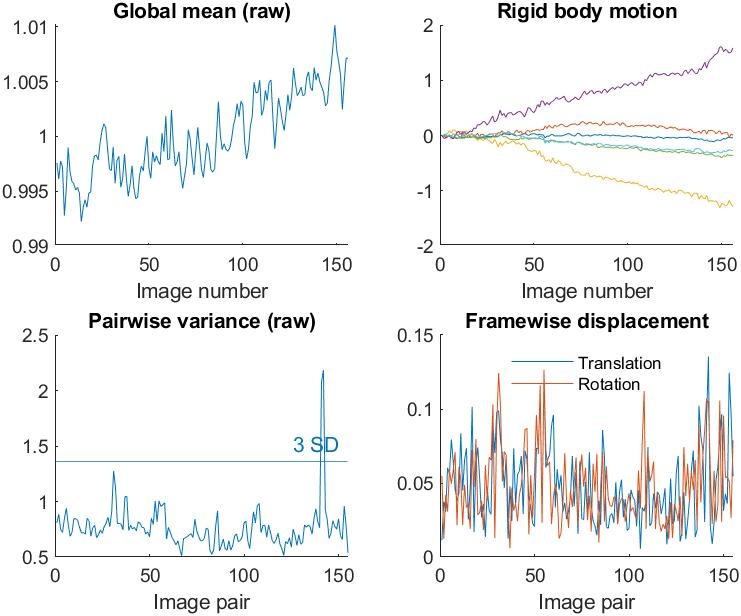 Global mean (raw)
1.01
1.005
1
0.995
0.99
0 50 100 150
Image number
Rigid body motion
2
1
0
-1
-2
0 50 100 150
Image number
Pairwise variance (raw)
2.5
2
1.5
1
0.5
3 SD
0 50 100 150
Image pair
Framewise displacement
0.15
0.1
0.05
0
Translation
Rotation
0 50 100 150
Image pair